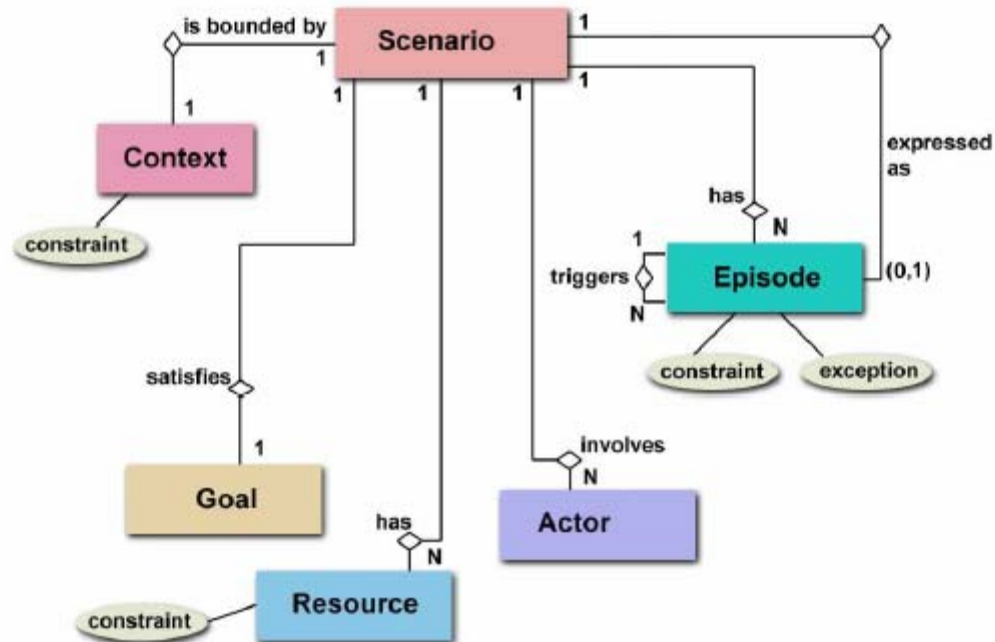 is bounded by
1
Scenario
1
1
1
1
1
1
1
Context
constraint
expressed
as
has
N
1
triggers
N
Episode
(0,1)
constraint
exception
satisfies
1
Goal
involves
N
Actor
has
N
Resource
constraint